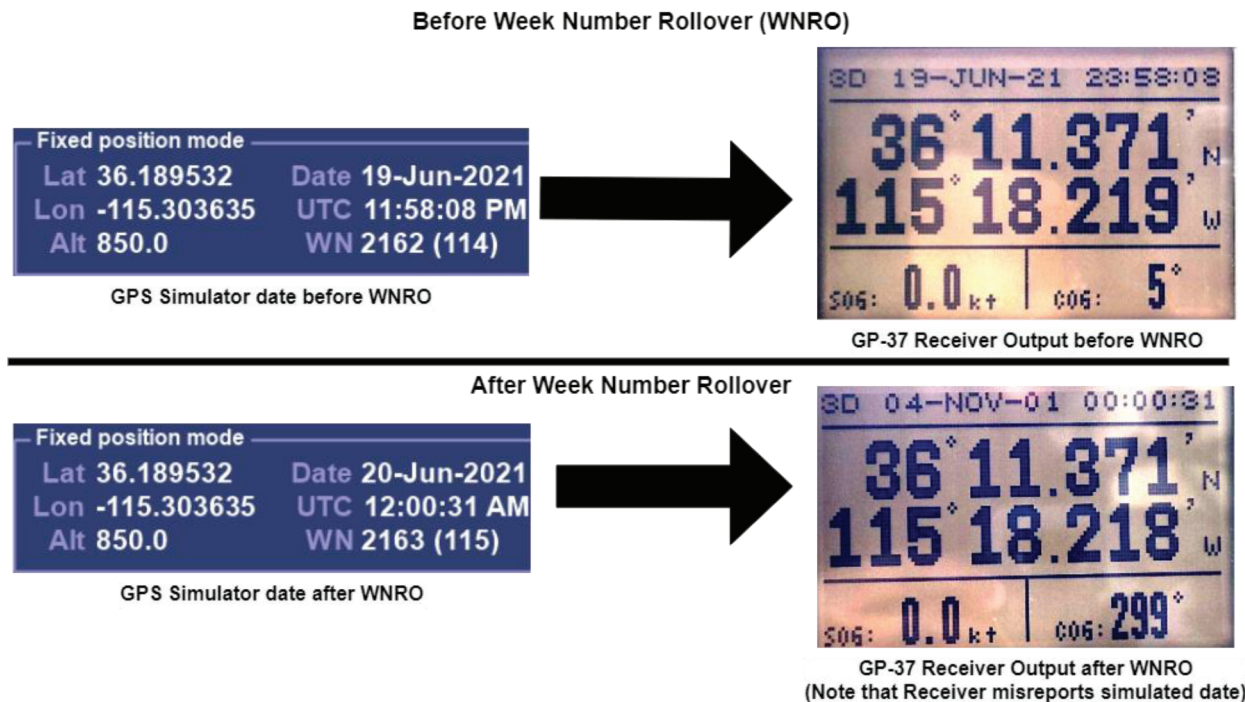 Before Week Number Rollover (WNRO)
Fixed position mode
Lat 36.189532 Date 19-Jun-2021
Lon -115.303635 UTC 11:58:08 PM
Alt 850.0 WN 2162 (114)
GPS Simulator date before WNRO
3D 19-JUN-21 23:58:08
36°11.371' N
115°18.219' W
SOG: 0.0 kt COG: 5°
GP-37 Receiver Output before WNRO
After Week Number Rollover
Fixed position mode
Lat 36.189532 Date 20-Jun-2021
Lon -115.303635 UTC 12:00:31 AM
Alt 850.0 WN 2163 (115)
GPS Simulator date after WNRO
3D 04-NOV-01 00:00:31
36°11.371' N
115°18.218' W
SOG: 0.0 kt COG: 299°
GP-37 Receiver Output after WNRO
(Note that Receiver misreports simulated date)